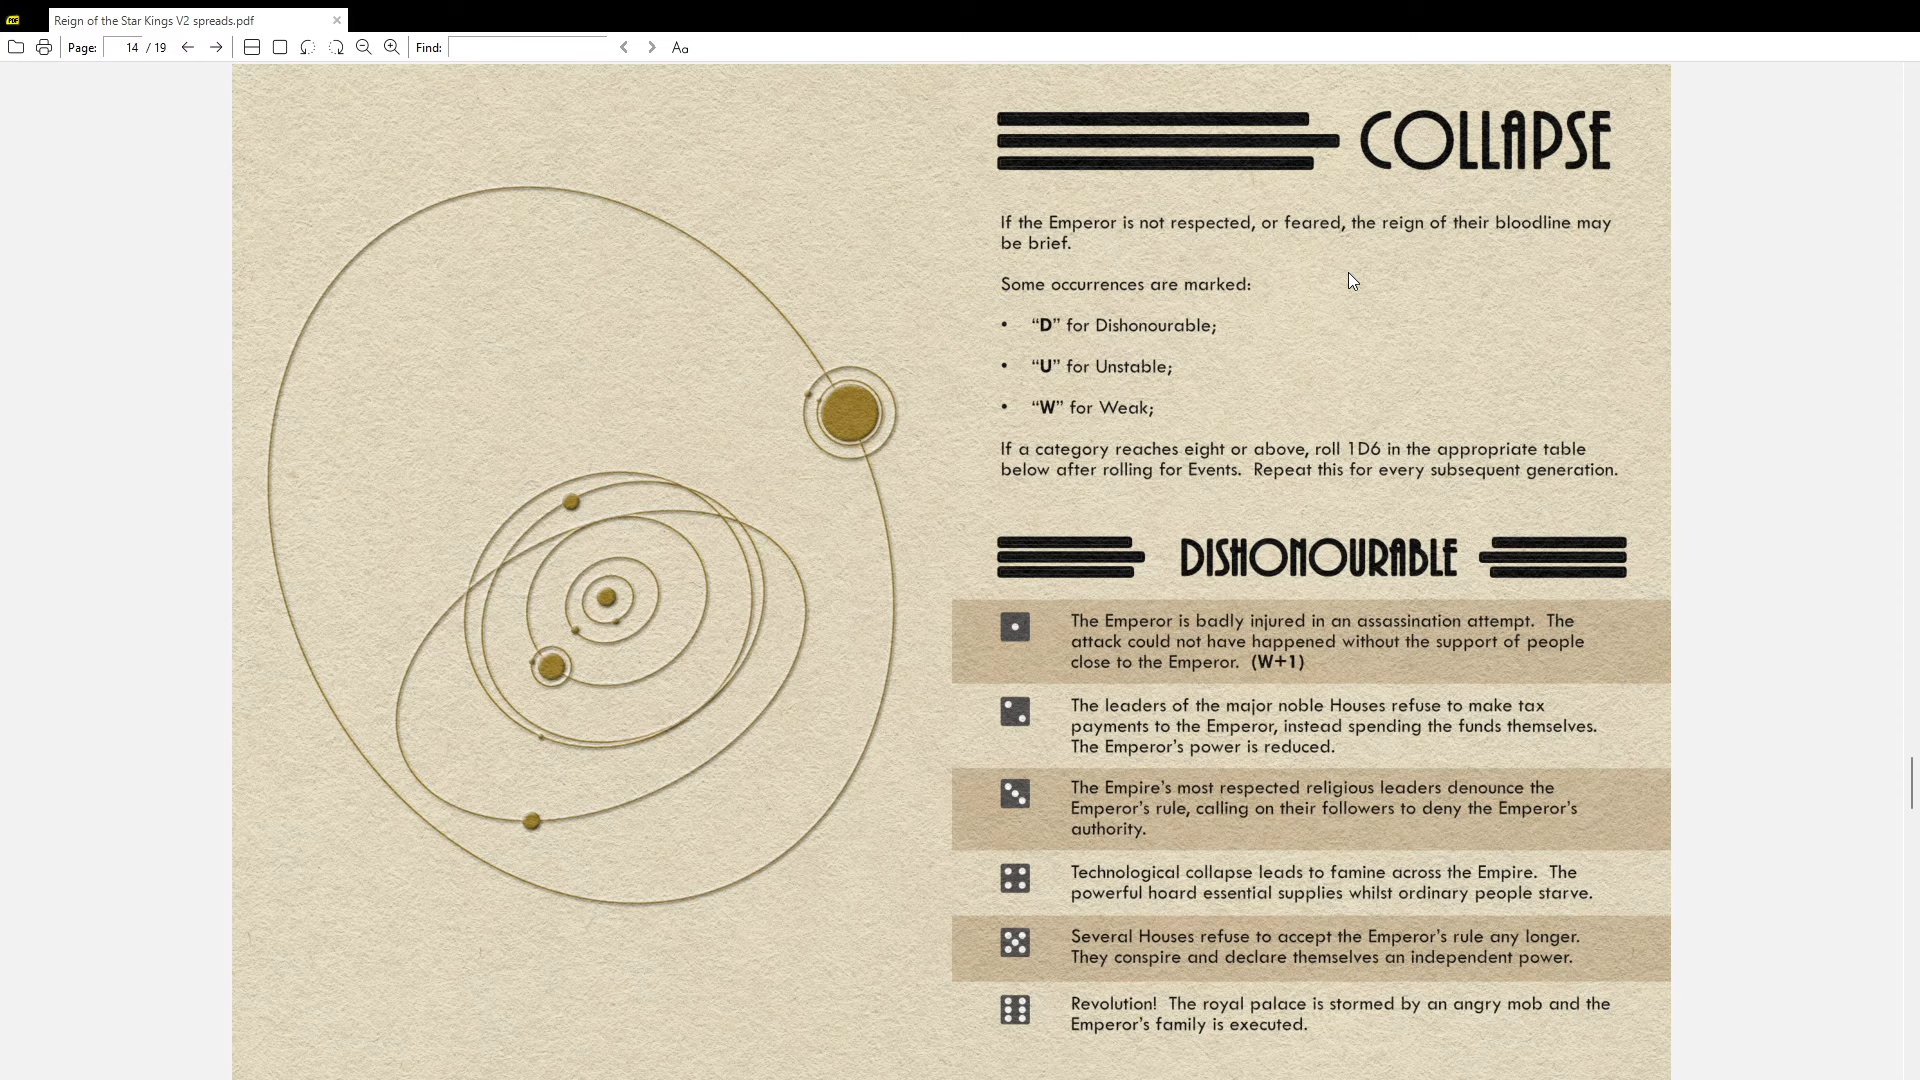 PDF
Reign of the Star Kings V2 spreads.pdf
Page: 14 / 19 Find: Aa
COLLAPSE
If the Emperor is not respected, or feared, the reign of their bloodline may
be brief.
Some occurrences are marked:
• “D” for Dishonourable;
• “U” for Unstable;
• “W” for Weak;
If a category reaches eight or above, roll 1D6 in the appropriate table
below after rolling for Events. Repeat this for every subsequent generation.
DISHONOURABLE
The Emperor is badly injured in an assassination attempt. The
attack could not have happened without the support of people
close to the Emperor. (W+1)
The leaders of the major noble Houses refuse to make tax
payments to the Emperor, instead spending the funds themselves.
The Emperor’s power is reduced.
The Empire’s most respected religious leaders denounce the
Emperor’s rule, calling on their followers to deny the Emperor’s
authority.
Technological collapse leads to famine across the Empire. The
powerful hoard essential supplies whilst ordinary people starve.
Several Houses refuse to accept the Emperor’s rule any longer.
They conspire and declare themselves an independent power.
Revolution! The royal palace is stormed by an angry mob and the
Emperor’s family is executed.